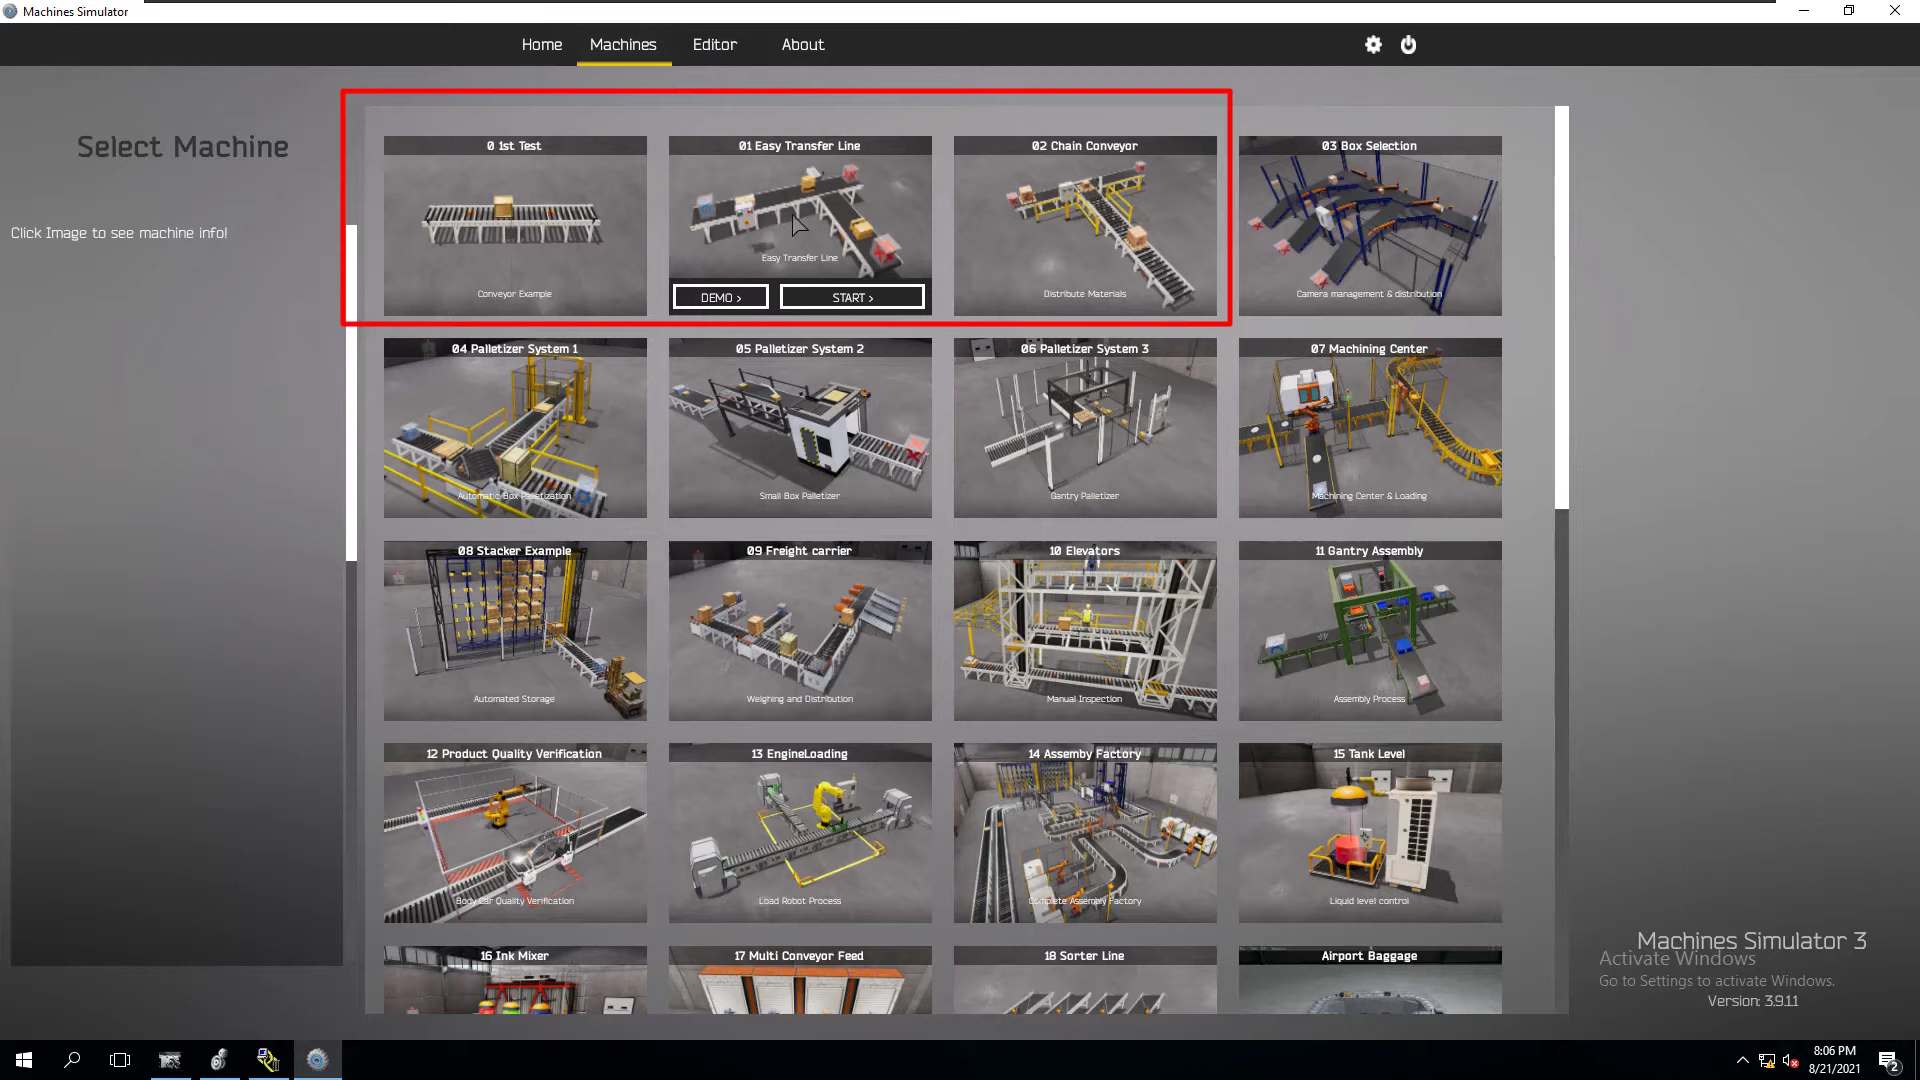 Machines Simulator
Home
Machines
Editor
About
Select Machine
Click Image to see machine info!
0 1st Test
Conveyor Example
01 Easy Transfer Line
Easy Transfer Line
DEMO >
START >
02 Chain Conveyor
Distribute Materials
03 Box Selection
Camera management & distribution
04 Palletizer System 1
Automatic Box Palletization
05 Palletizer System 2
Small Box Palletizer
06 Palletizer System 3
Gantry Palletizer
07 Machining Center
Machining Center & Loading
08 Stacker Example
Automated Storage
09 Freight carrier
Weighing and Distribution
10 Elevators
Manual Inspection
11 Gantry Assembly
Assembly Process
12 Product Quality Verification
Body Car Quality Verification
13 EngineLoading
Load Robot Process
14 Assemby Factory
Complete Assembly Factory
15 Tank Level
Liquid level control
16 Ink Mixer
17 Multi Conveyor Feed
18 Sorter Line
Airport Baggage
Machines Simulator 3
Activate Windows
Go to Settings to activate Windows.
Version: 3.9.1.1
8:06 PM
8/21/2021
2